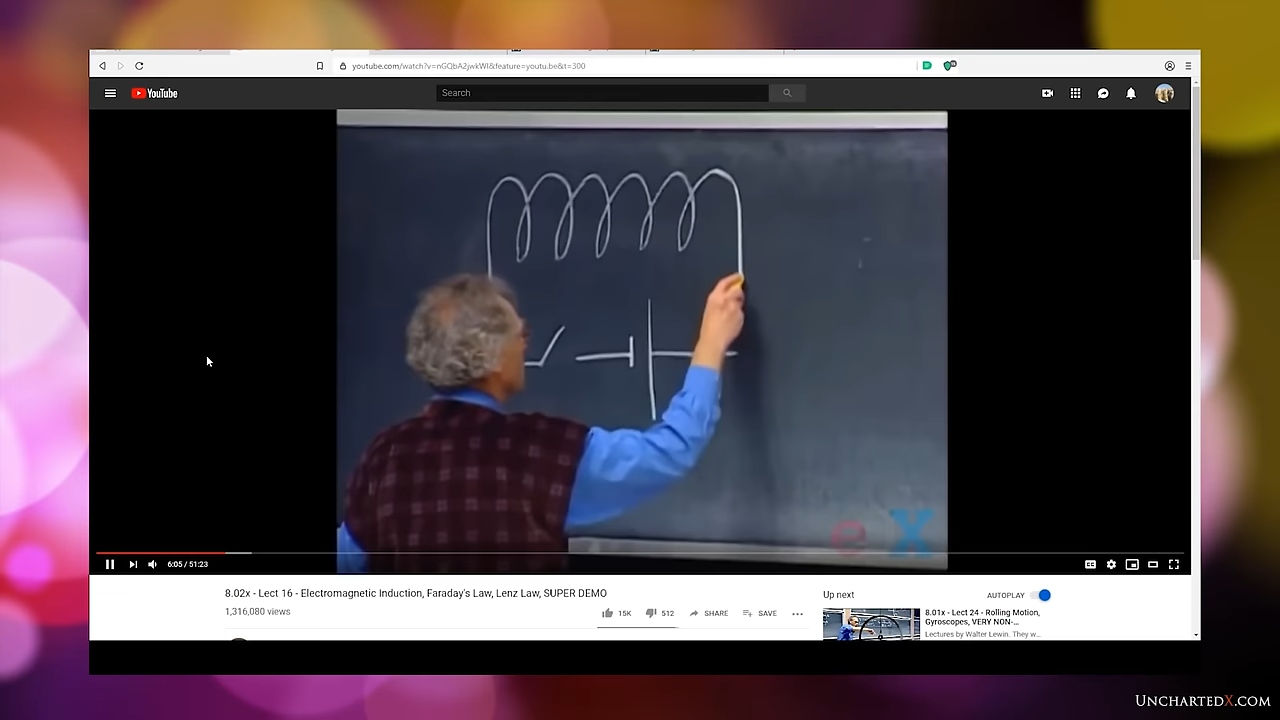 youtube.com/watch?v=nGQbA2jwkWI&feature=youtu.be&t=300
YouTube
Search
e X
6:05 / 51:23
CC
8.02x - Lect 16 - Electromagnetic Induction, Faraday's Law, Lenz Law, SUPER DEMO
1,316,080 views
15K
512
SHARE
SAVE
Up next
AUTOPLAY
8.01x - Lect 24 - Rolling Motion,
Gyroscopes, VERY NON-...
Lectures by Walter Lewin. They w...
UNCHARTEDX.COM